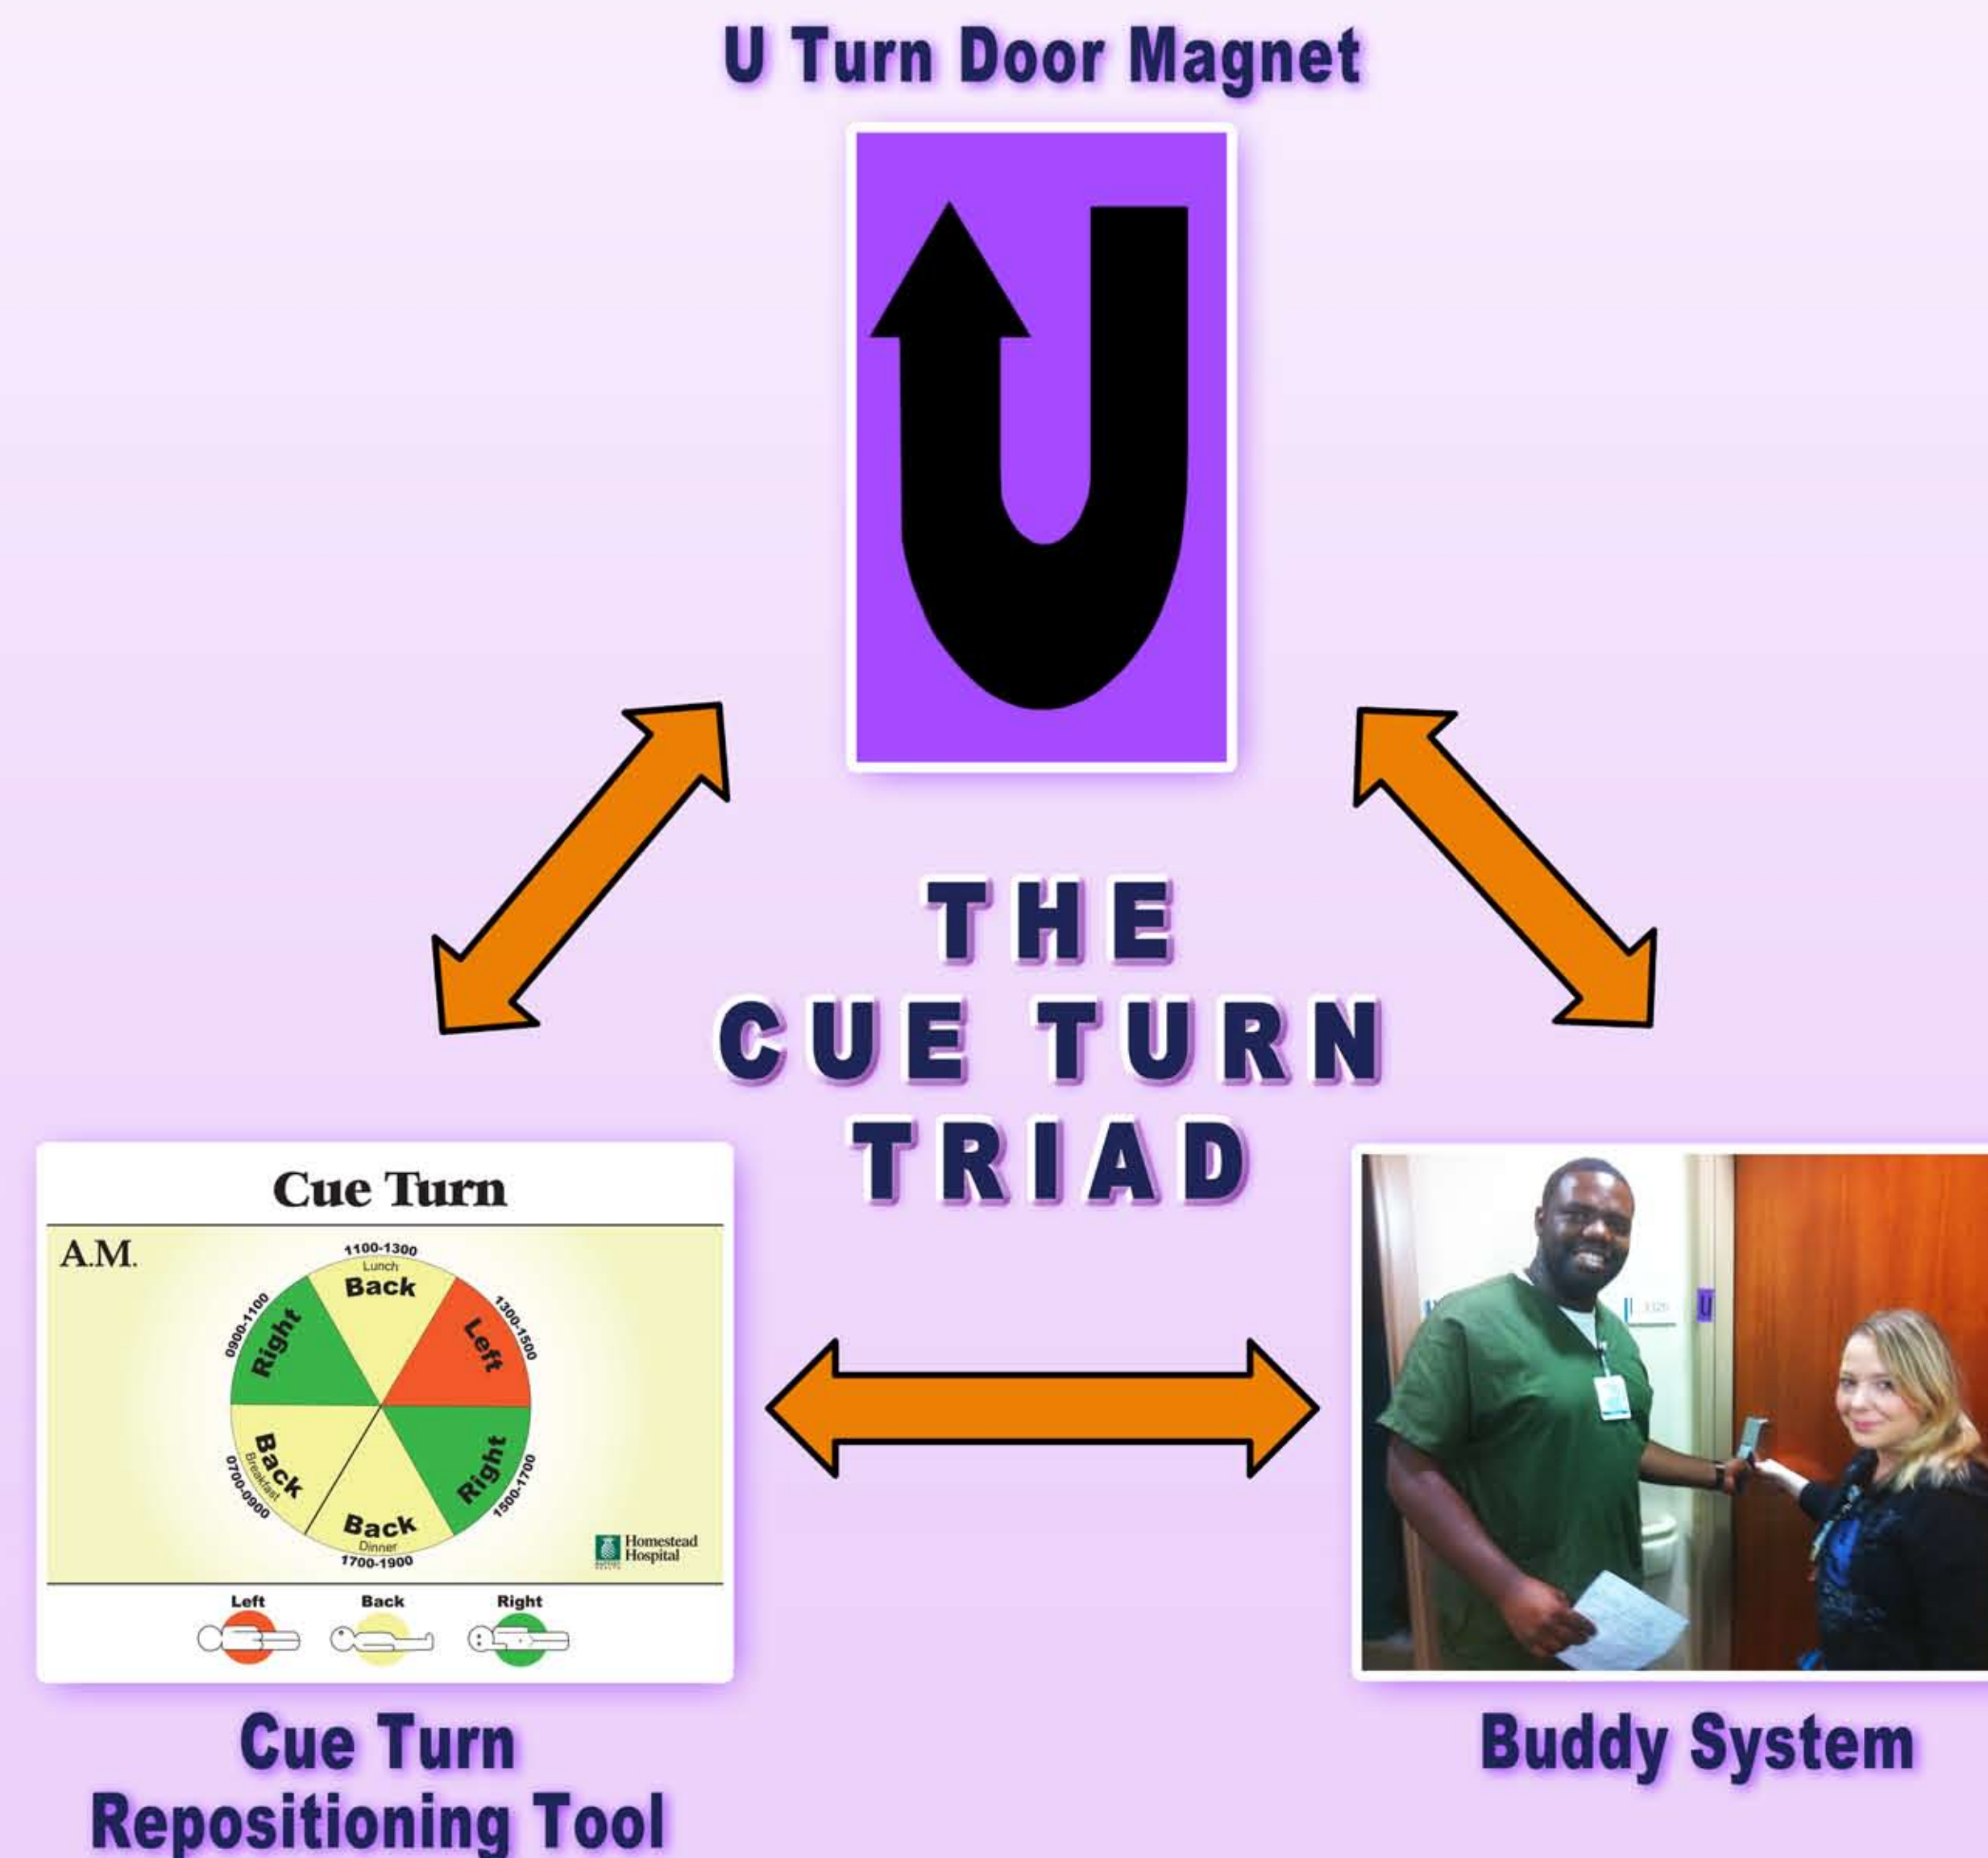 U Turn Door Magnet
U
THE
CUE TURN
TRIAD
Cue Turn
A.M.
1100-1300
Lunch
Back
1300-1500
Left
1500-1700
Right
Back
Dinner
1700-1900
0700-0900
Breakfast
Back
0900-1100
Right
Homestead
Hospital
Left
Back
Right
Cue Turn
Repositioning Tool
U
Buddy System